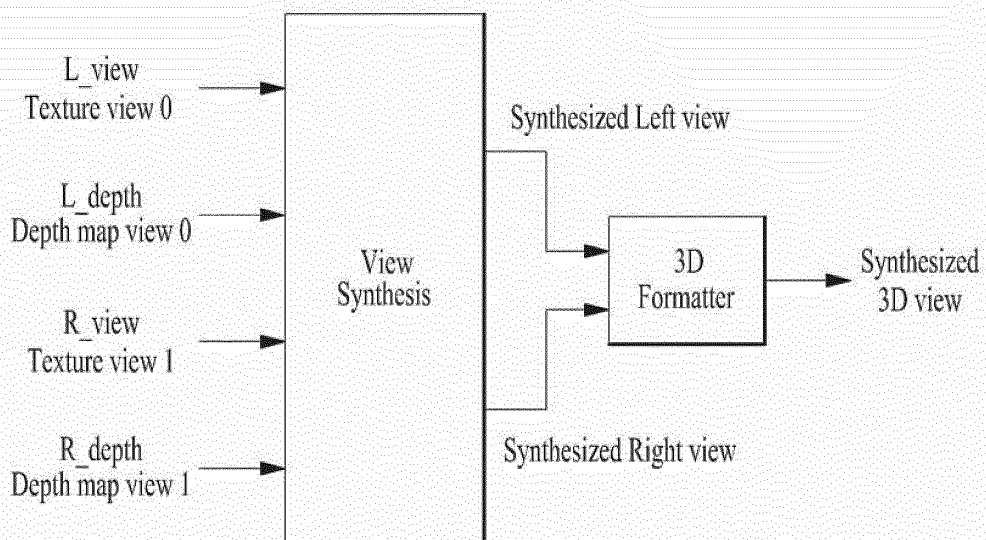 L_view
Texture view 0
L_depth
Depth map view 0
R_view
Texture view 1
R_depth
Depth map view 1
View
Synthesis
Synthesized Left view
Synthesized Right view
3D
Formatter
Synthesized
3D view